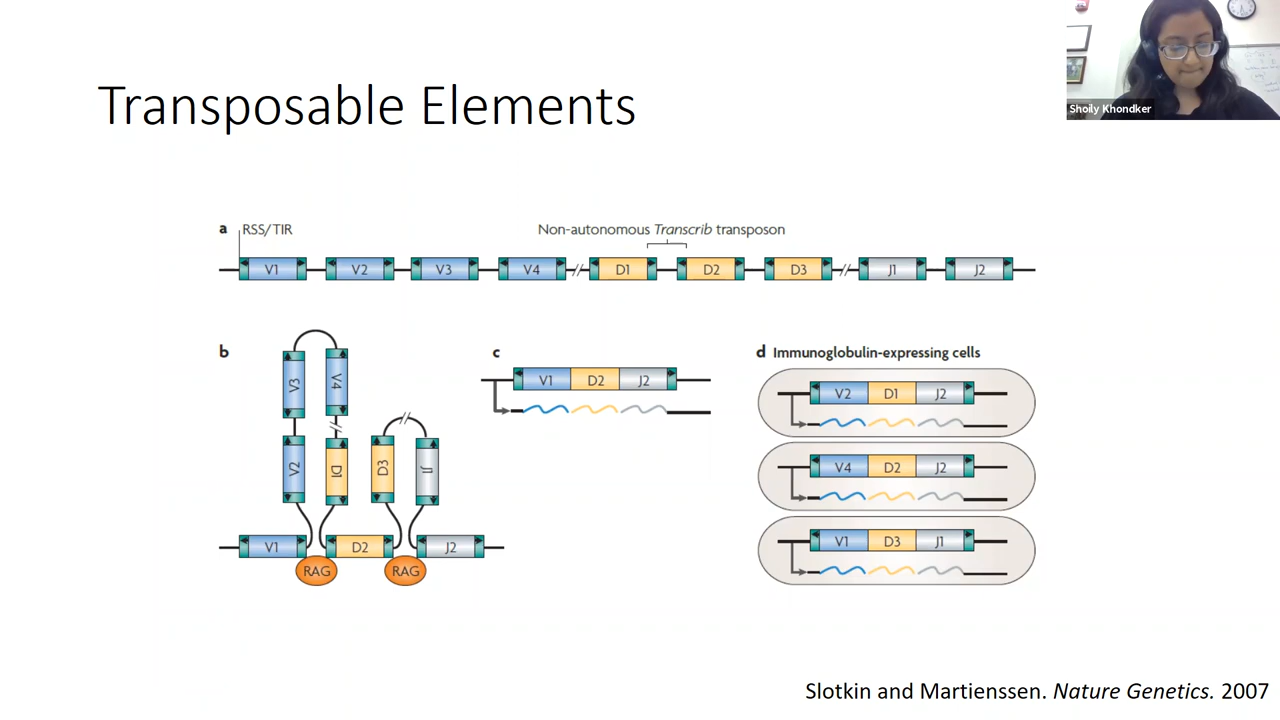 Transposable Elements
Shoily Khondker
a RSS/TIR
Non-autonomous Transcrib transposon
V1 V2 V3 V4 D1 D2 D3 J1 J2
b
V3 V4
V2 D1 D3 J1
V1 D2 J2
RAG RAG
c
V1 D2 J2
d Immunoglobulin-expressing cells
V2 D1 J2
V4 D2 J2
V1 D3 J1
Slotkin and Martienssen. Nature Genetics. 2007